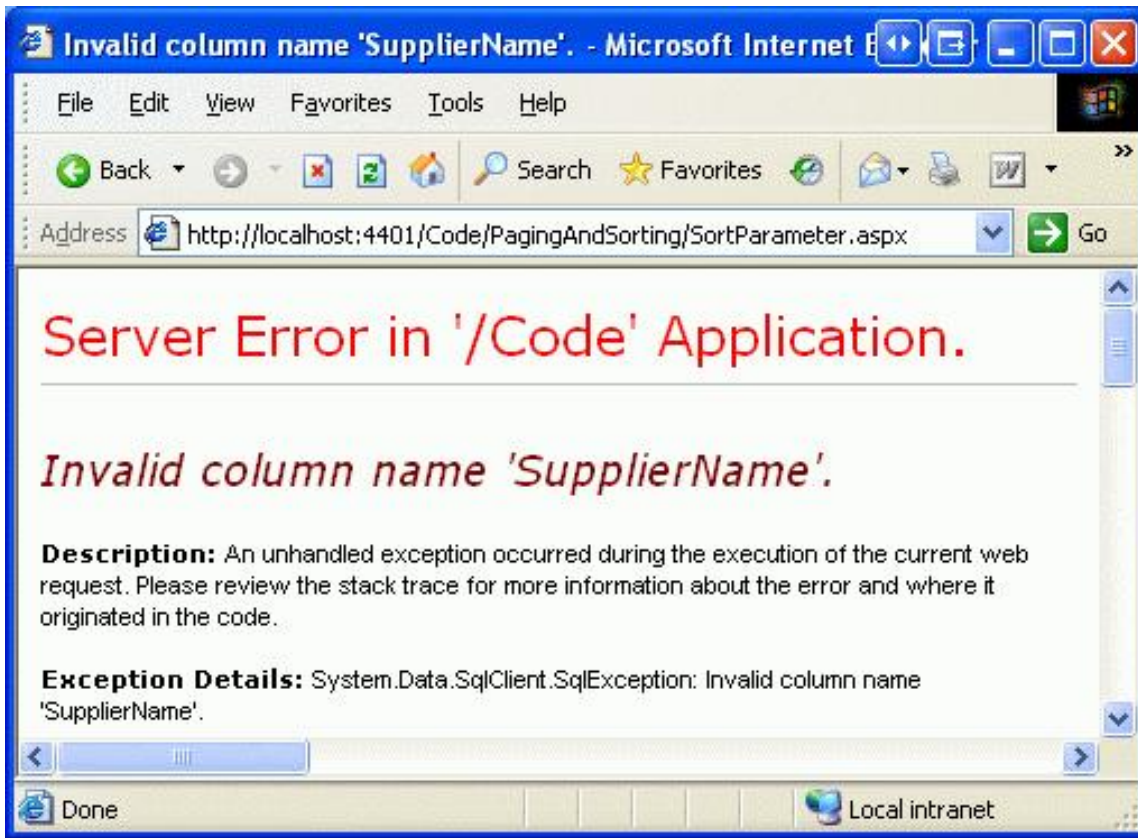 Invalid column name 'SupplierName'. - Microsoft Internet E
File Edit View Favorites Tools Help
Back Search Favorites »
Address http://localhost:4401/Code/PagingAndSorting/SortParameter.aspx Go
Server Error in '/Code' Application.
Invalid column name 'SupplierName'.
Description: An unhandled exception occurred during the execution of the current web
request. Please review the stack trace for more information about the error and where it
originated in the code.
Exception Details: System.Data.SqlClient.SqlException: Invalid column name
'SupplierName'.
Done Local intranet